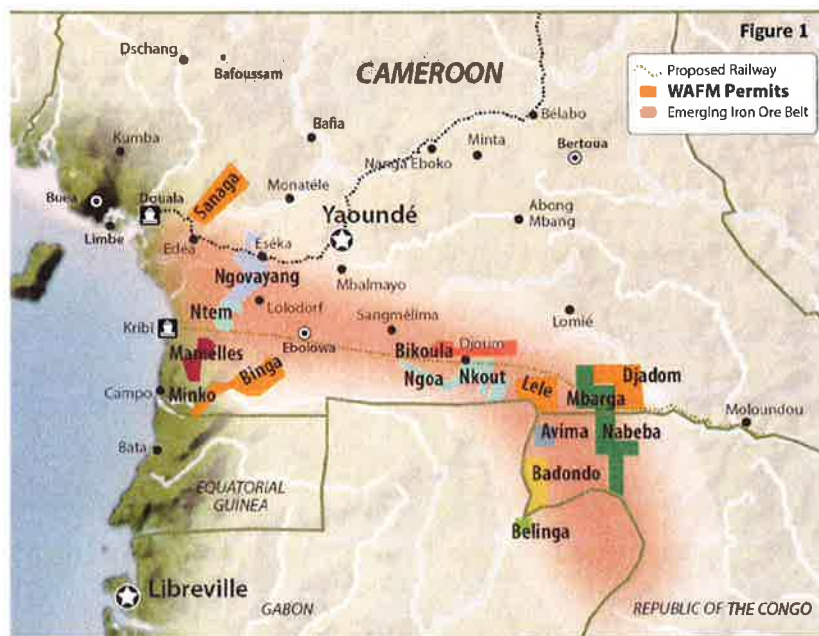 Figure 1
Proposed Railway
WAFM Permits
Emerging Iron Ore Belt
CAMEROON
Dschang
Bafoussam
Kumba
Bafia
Bélabo
Minta
Nanga Eboko
Bertoua
Buea
Douala
Limbe
Sanaga
Monatélé
Yaoundé
Abong
Mbang
Edéa
Eséka
Ngovayang
Mbalmayo
Lolodorf
Ntem
Kribi
Ebolowa
Sangmélima
Lomié
Bikoula
Djoum
Mamelles
Binga
Ngoa
Nkout
Lele
Mbarga
Djadom
Campo
Minko
Moloundou
Avima
Nabeba
Bata
Badondo
EQUATORIAL
GUINEA
Belinga
Libreville
GABON
REPUBLIC OF THE CONGO